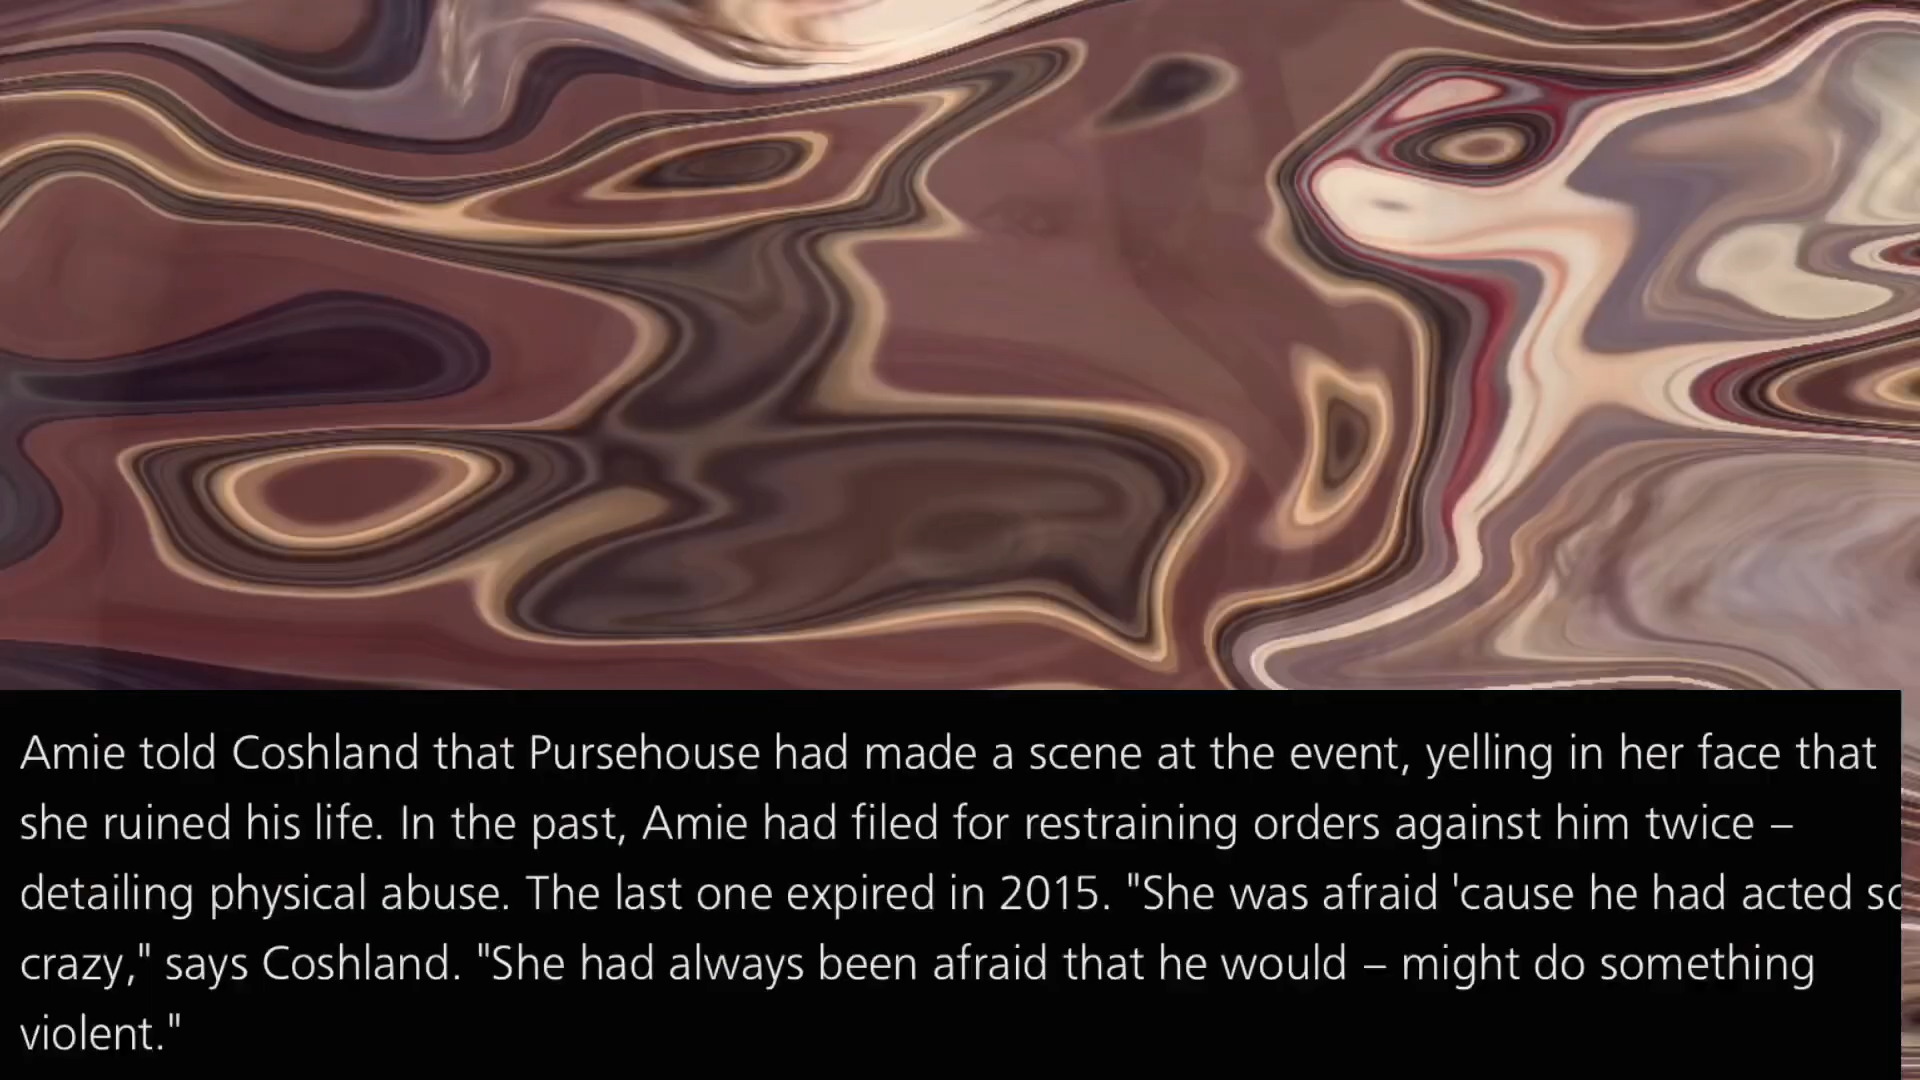 Amie told Coshland that Pursehouse had made a scene at the event, yelling in her face that
she ruined his life. In the past, Amie had filed for restraining orders against him twice –
detailing physical abuse. The last one expired in 2015. "She was afraid 'cause he had acted so
crazy," says Coshland. "She had always been afraid that he would – might do something
violent."